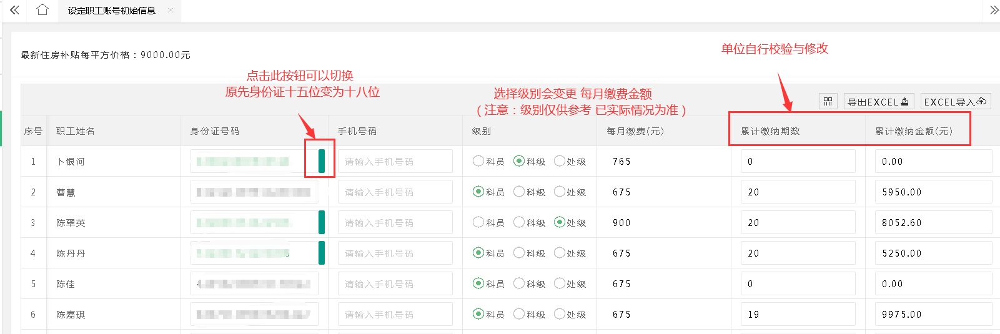 设定职工账号初始信息
最新住房补贴每平方价格：9000.00元
单位自行校验与修改
点击此按钮可以切换
原先身份证十五位变为十八位
选择级别会变更 每月缴费金额
（注意：级别仅供参考 已实际情况为准）
导出EXCEL EXCEL导入
序号 职工姓名 身份证号码 手机号码 级别 每月缴费(元) 累计缴纳期数 累计缴纳金额(元)
1 卜银河 请输入手机号码 科员 科级 处级 765 0 0.00
2 曹慧 请输入手机号码 科员 科级 处级 675 20 5950.00
3 陈翠英 请输入手机号码 科员 科级 处级 900 20 8052.60
4 陈丹丹 请输入手机号码 科员 科级 处级 675 20 5250.00
5 陈佳 请输入手机号码 科员 科级 处级 675 0 0.00
6 陈嘉琪 请输入手机号码 科员 科级 处级 675 19 9975.00